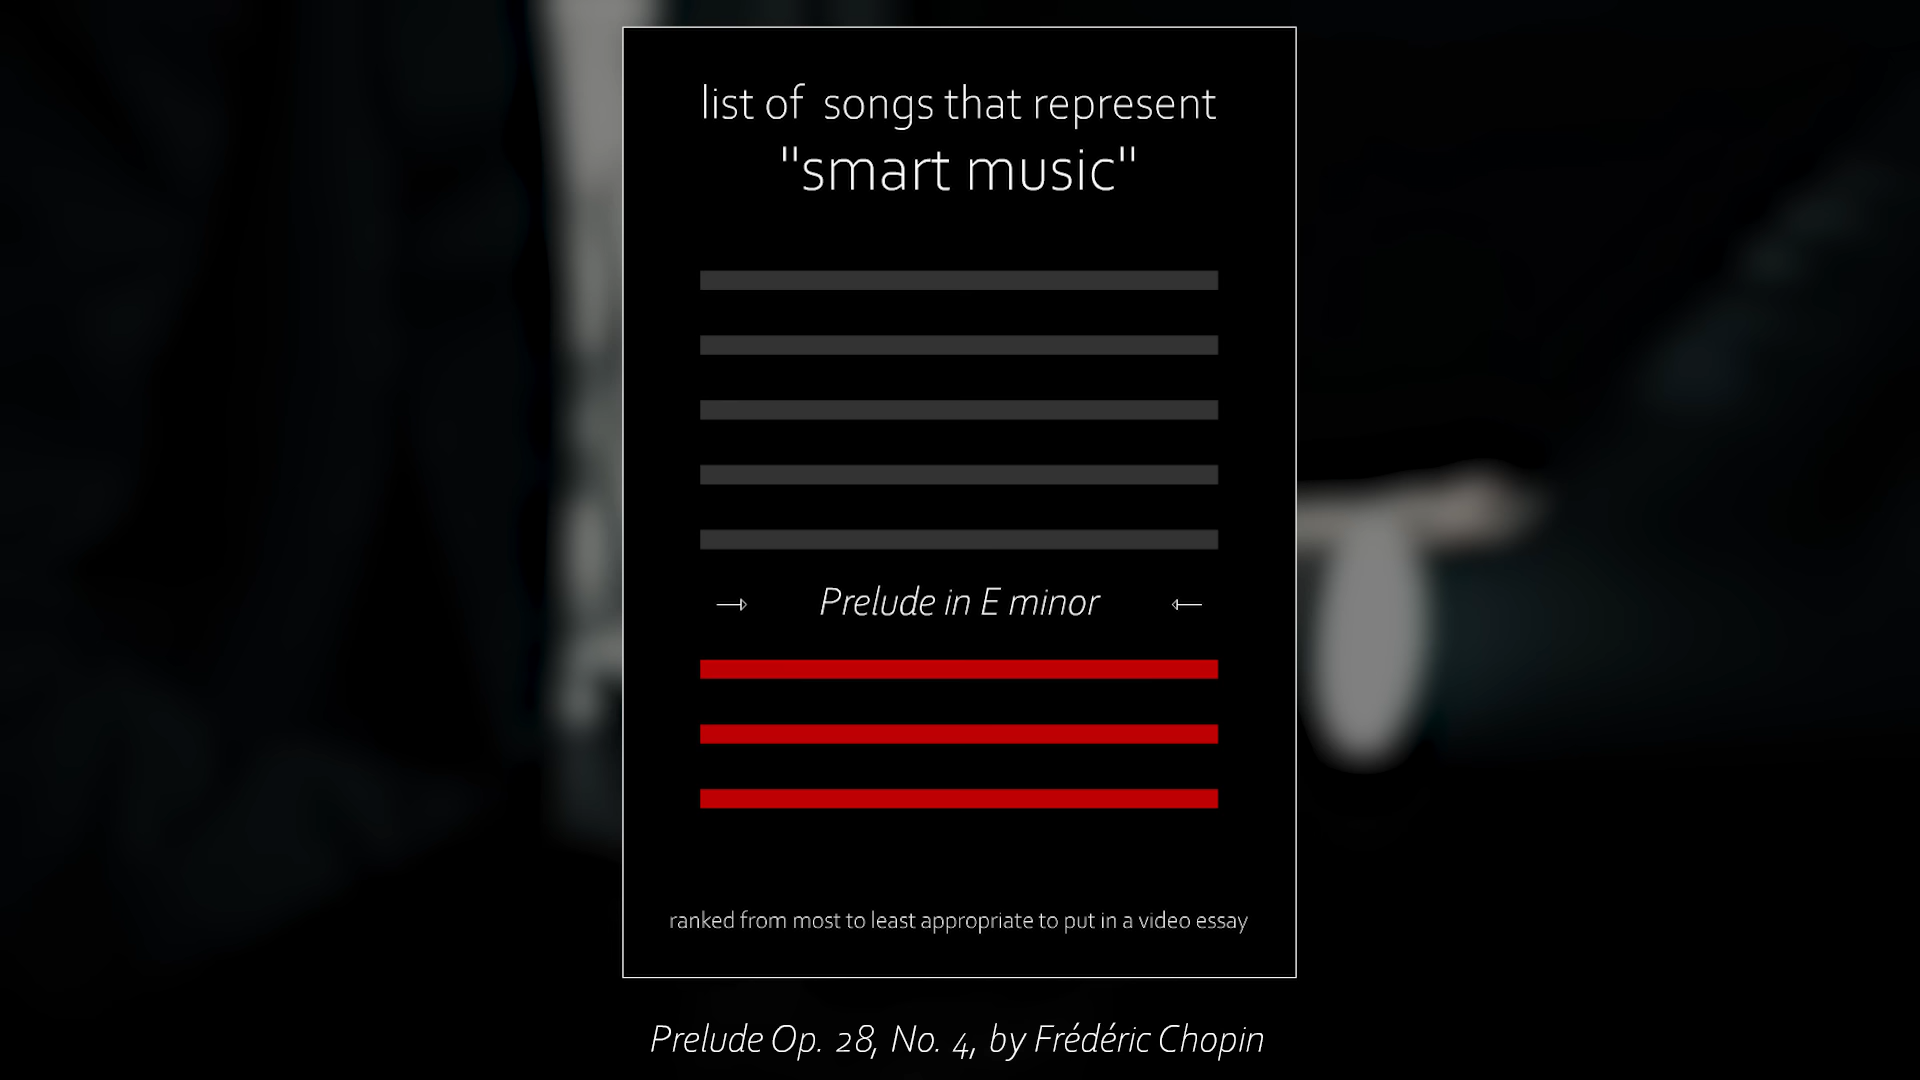 list of songs that represent
"smart music"
Prelude in E minor
ranked from most to least appropriate to put in a video essay
Prelude Op. 28, No. 4, by Frédéric Chopin